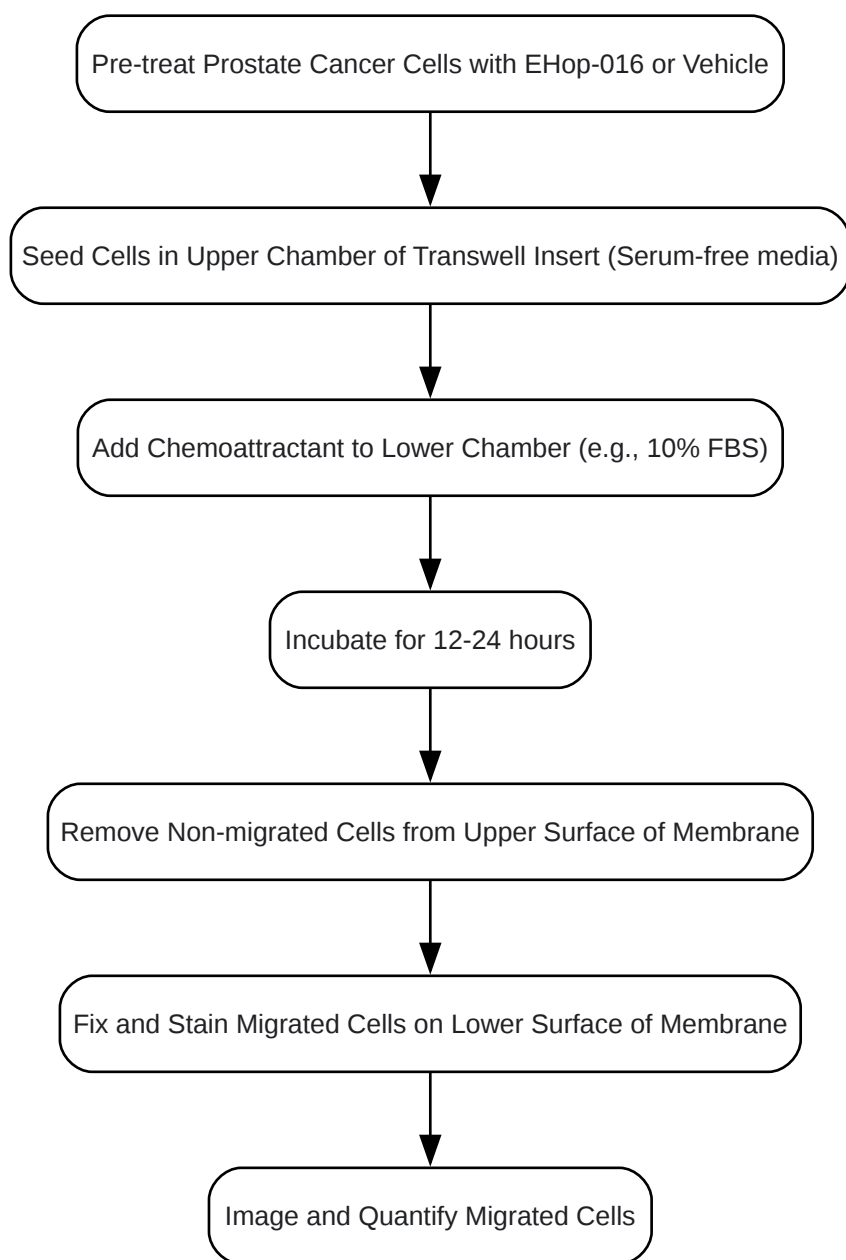 Pre-treat Prostate Cancer Cells with EHop-016 or Vehicle
Seed Cells in Upper Chamber of Transwell Insert (Serum-free media)
Add Chemoattractant to Lower Chamber (e.g., 10% FBS)
Incubate for 12-24 hours
Remove Non-migrated Cells from Upper Surface of Membrane
Fix and Stain Migrated Cells on Lower Surface of Membrane
Image and Quantify Migrated Cells